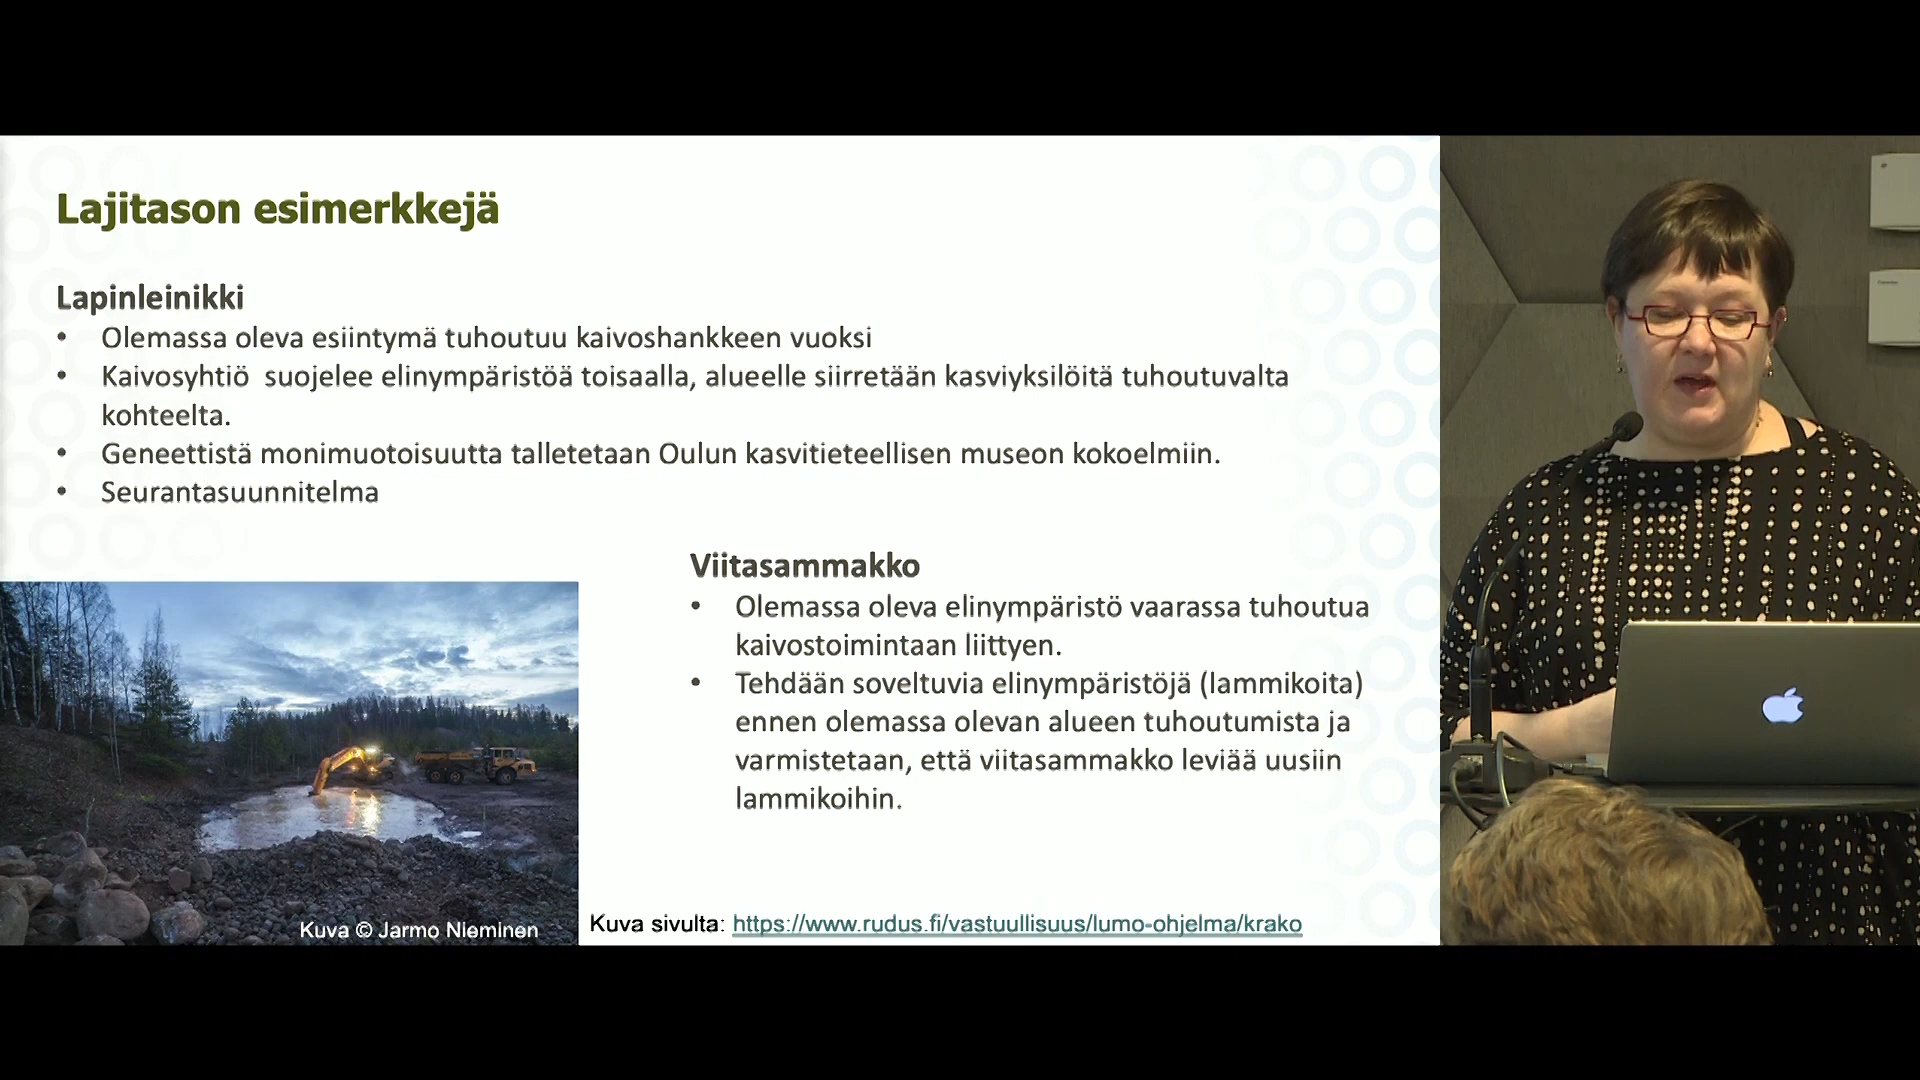 Lajitason esimerkkejä
Lapinleinikki
• Olemassa oleva esiintymä tuhoutuu kaivoshankkeen vuoksi
• Kaivosyhtiö suojelee elinympäristöä toisaalla, alueelle siirretään kasviyksilöitä tuhoutuvalta
kohteelta.
• Geneettistä monimuotoisuutta talletetaan Oulun kasvitieteellisen museon kokoelmiin.
• Seurantasuunnitelma
Viitasammakko
• Olemassa oleva elinympäristö vaarassa tuhoutua
kaivostoimintaan liittyen.
• Tehdään soveltuvia elinympäristöjä (lammikoita)
ennen olemassa olevan alueen tuhoutumista ja
varmistetaan, että viitasammakko leviää uusiin
lammikoihin.
Kuva © Jarmo Nieminen
Kuva sivulta: https://www.rudus.fi/vastuullisuus/lumo-ohjelma/krako